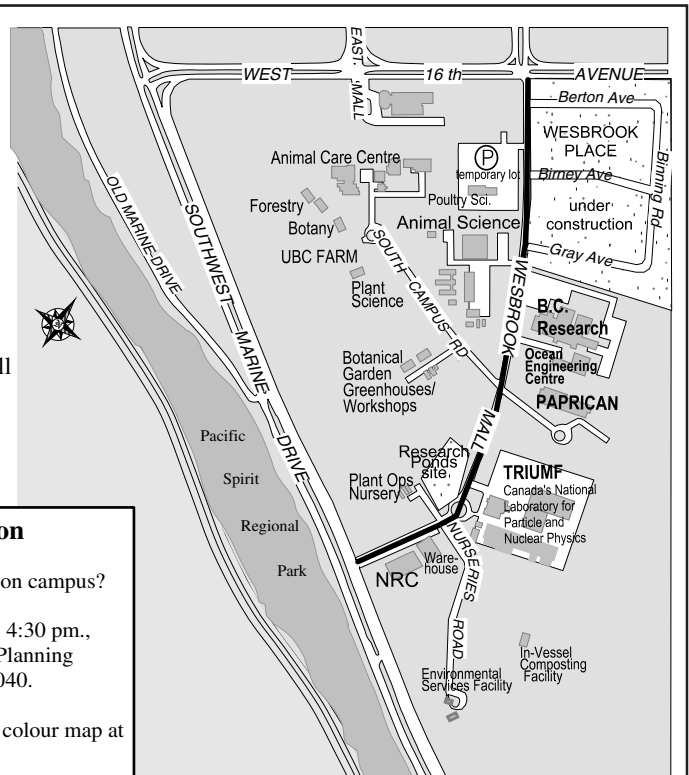 EAST MALL
WEST 16 th AVENUE
Berton Ave
WESBROOK
PLACE
Binning Rd
P
temporary lot
Birney Ave
under
construction
Gray Ave
Animal Care Centre
Poultry Sci.
Forestry
Botany
Animal Science
UBC FARM
Plant
Science
SOUTH CAMPUS RD
OLD MARINE DRIVE
SOUTHWEST MARINE DRIVE
WESBROOK MALL
B.C.
Research
Ocean
Engineering
Centre
PAPRICAN
Botanical
Garden
Greenhouses/
Workshops
ll
Pacific
Spirit
Regional
Park
Research
Ponds
site
Plant Ops
Nursery
TRIUMF
Canada's National
Laboratory for
Particle and
Nuclear Physics
Ware-
house
NRC
NURSERIES ROAD
In-Vessel
Composting
Facility
Environmental
Services Facility
on
on campus?
4:30 pm.,
Planning
040.
colour map at